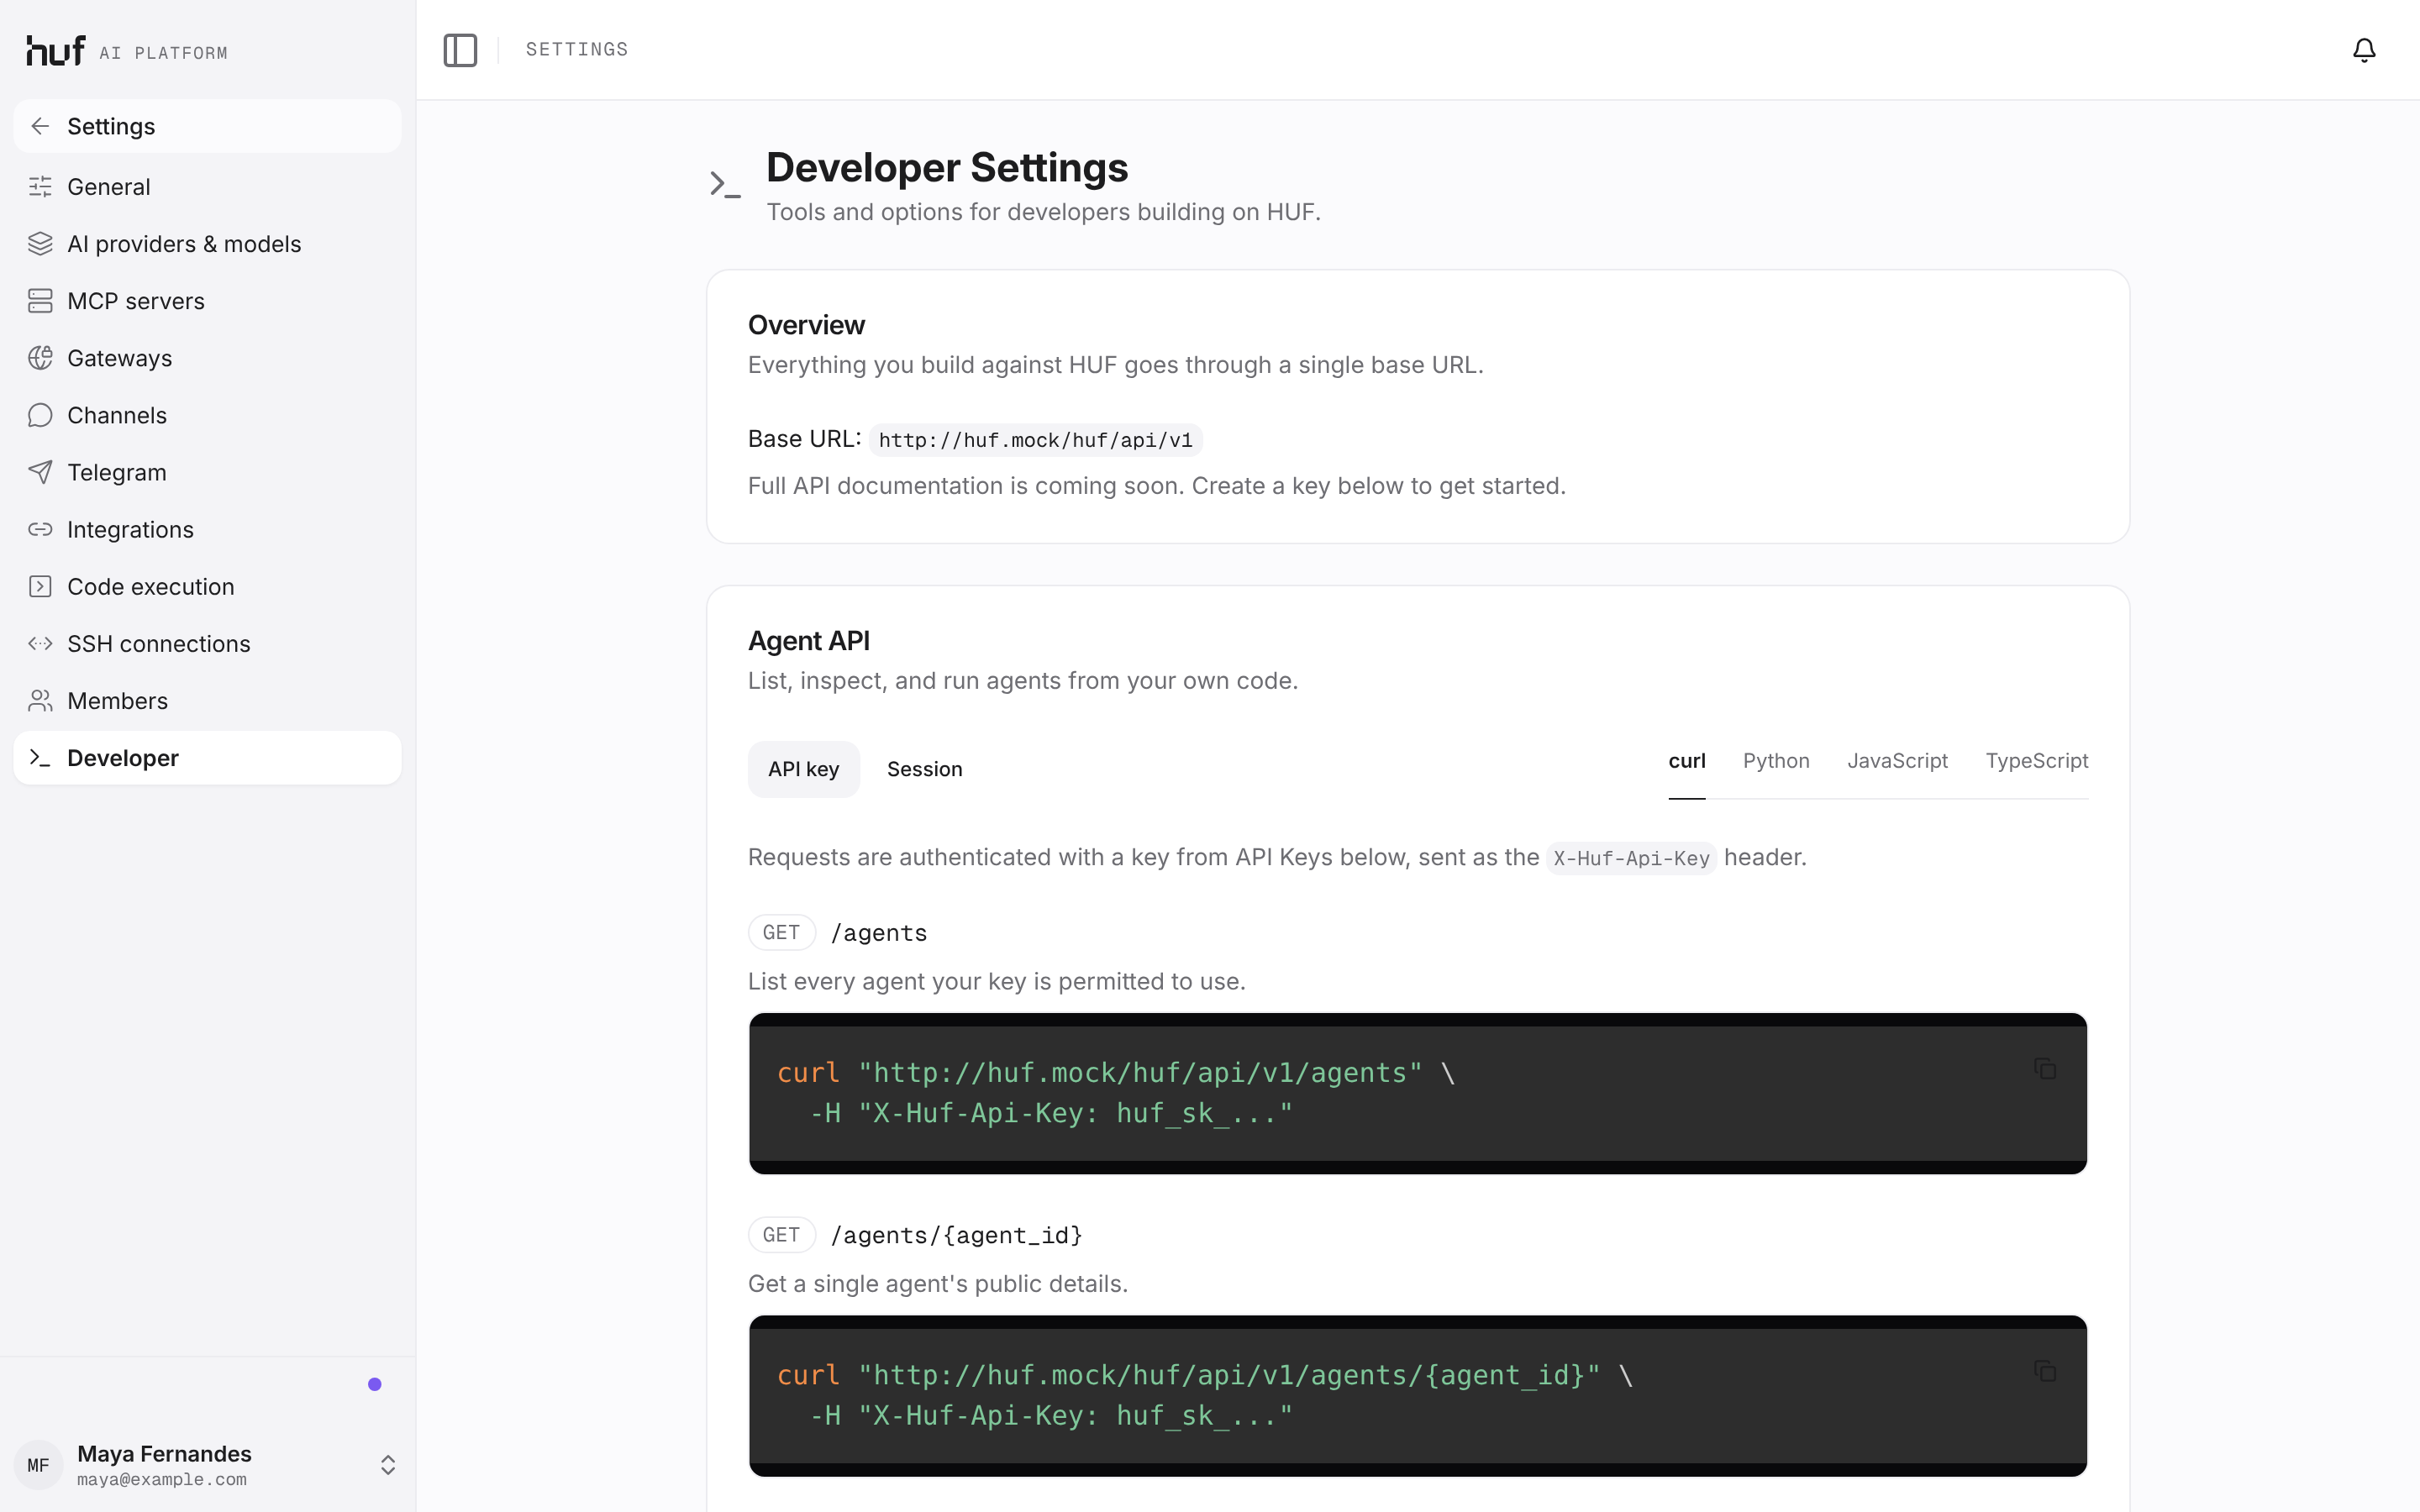 huf AI PLATFORM
Settings
General
AI providers & models
MCP servers
Gateways
Channels
Telegram
Integrations
Code execution
SSH connections
Members
Developer
MF
Maya Fernandes
maya@example.com
SETTINGS
Developer Settings
Tools and options for developers building on HUF.
Overview
Everything you build against HUF goes through a single base URL.
Base URL: http://huf.mock/huf/api/v1
Full API documentation is coming soon. Create a key below to get started.
Agent API
List, inspect, and run agents from your own code.
API key Session curl Python JavaScript TypeScript
Requests are authenticated with a key from API Keys below, sent as the X-Huf-Api-Key header.
GET /agents
List every agent your key is permitted to use.
curl "http://huf.mock/huf/api/v1/agents" \
  -H "X-Huf-Api-Key: huf_sk_..."
GET /agents/{agent_id}
Get a single agent's public details.
curl "http://huf.mock/huf/api/v1/agents/{agent_id}" \
  -H "X-Huf-Api-Key: huf_sk_..."